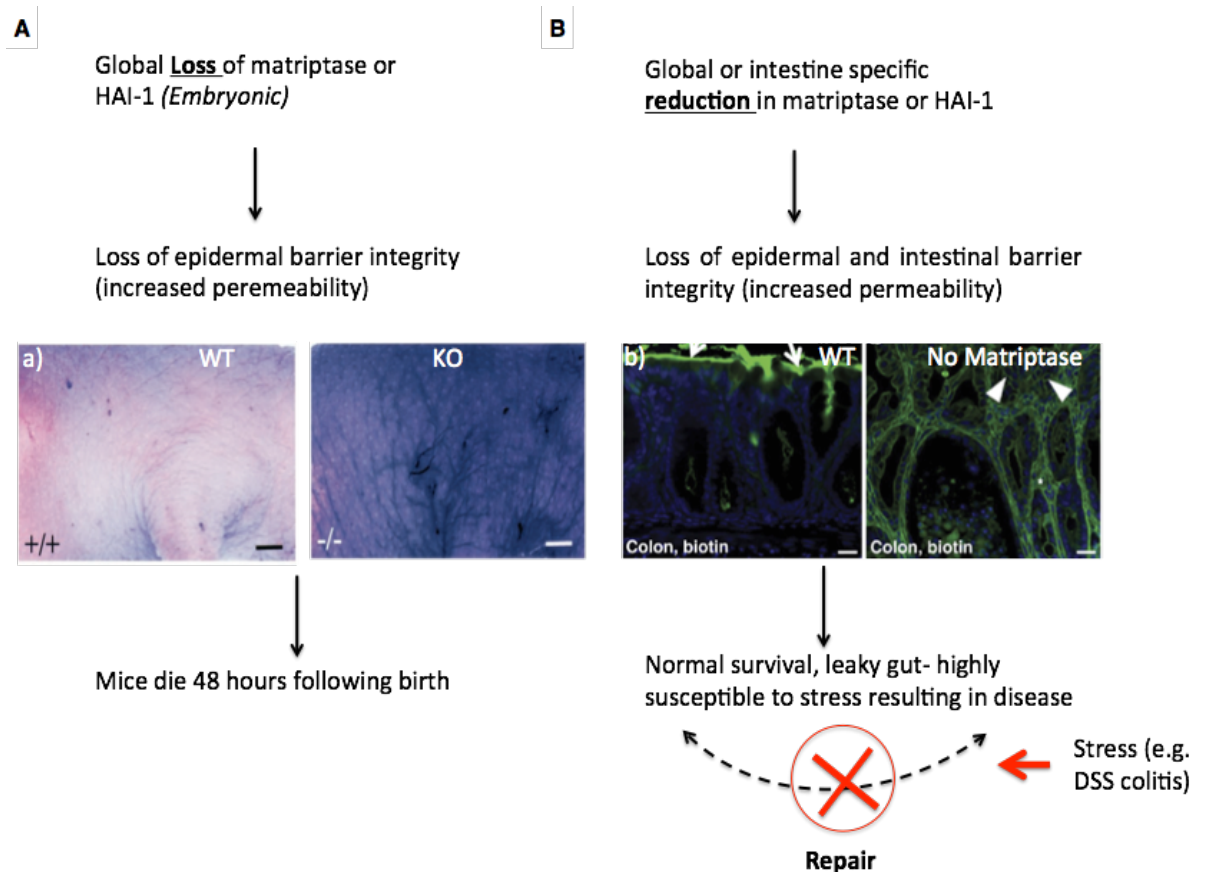 A
Global Loss of matriptase or
HAI-1 (Embryonic)
Loss of epidermal barrier integrity
(increased peremeability)
a)
WT
KO
+/+
-/-
Mice die 48 hours following birth
B
Global or intestine specific
reduction in matriptase or HAI-1
Loss of epidermal and intestinal barrier
integrity (increased permeability)
b)
WT
No Matriptase
Colon, biotin
Colon, biotin
Normal survival, leaky gut- highly
susceptible to stress resulting in disease
Stress (e.g.
DSS colitis)
Repair